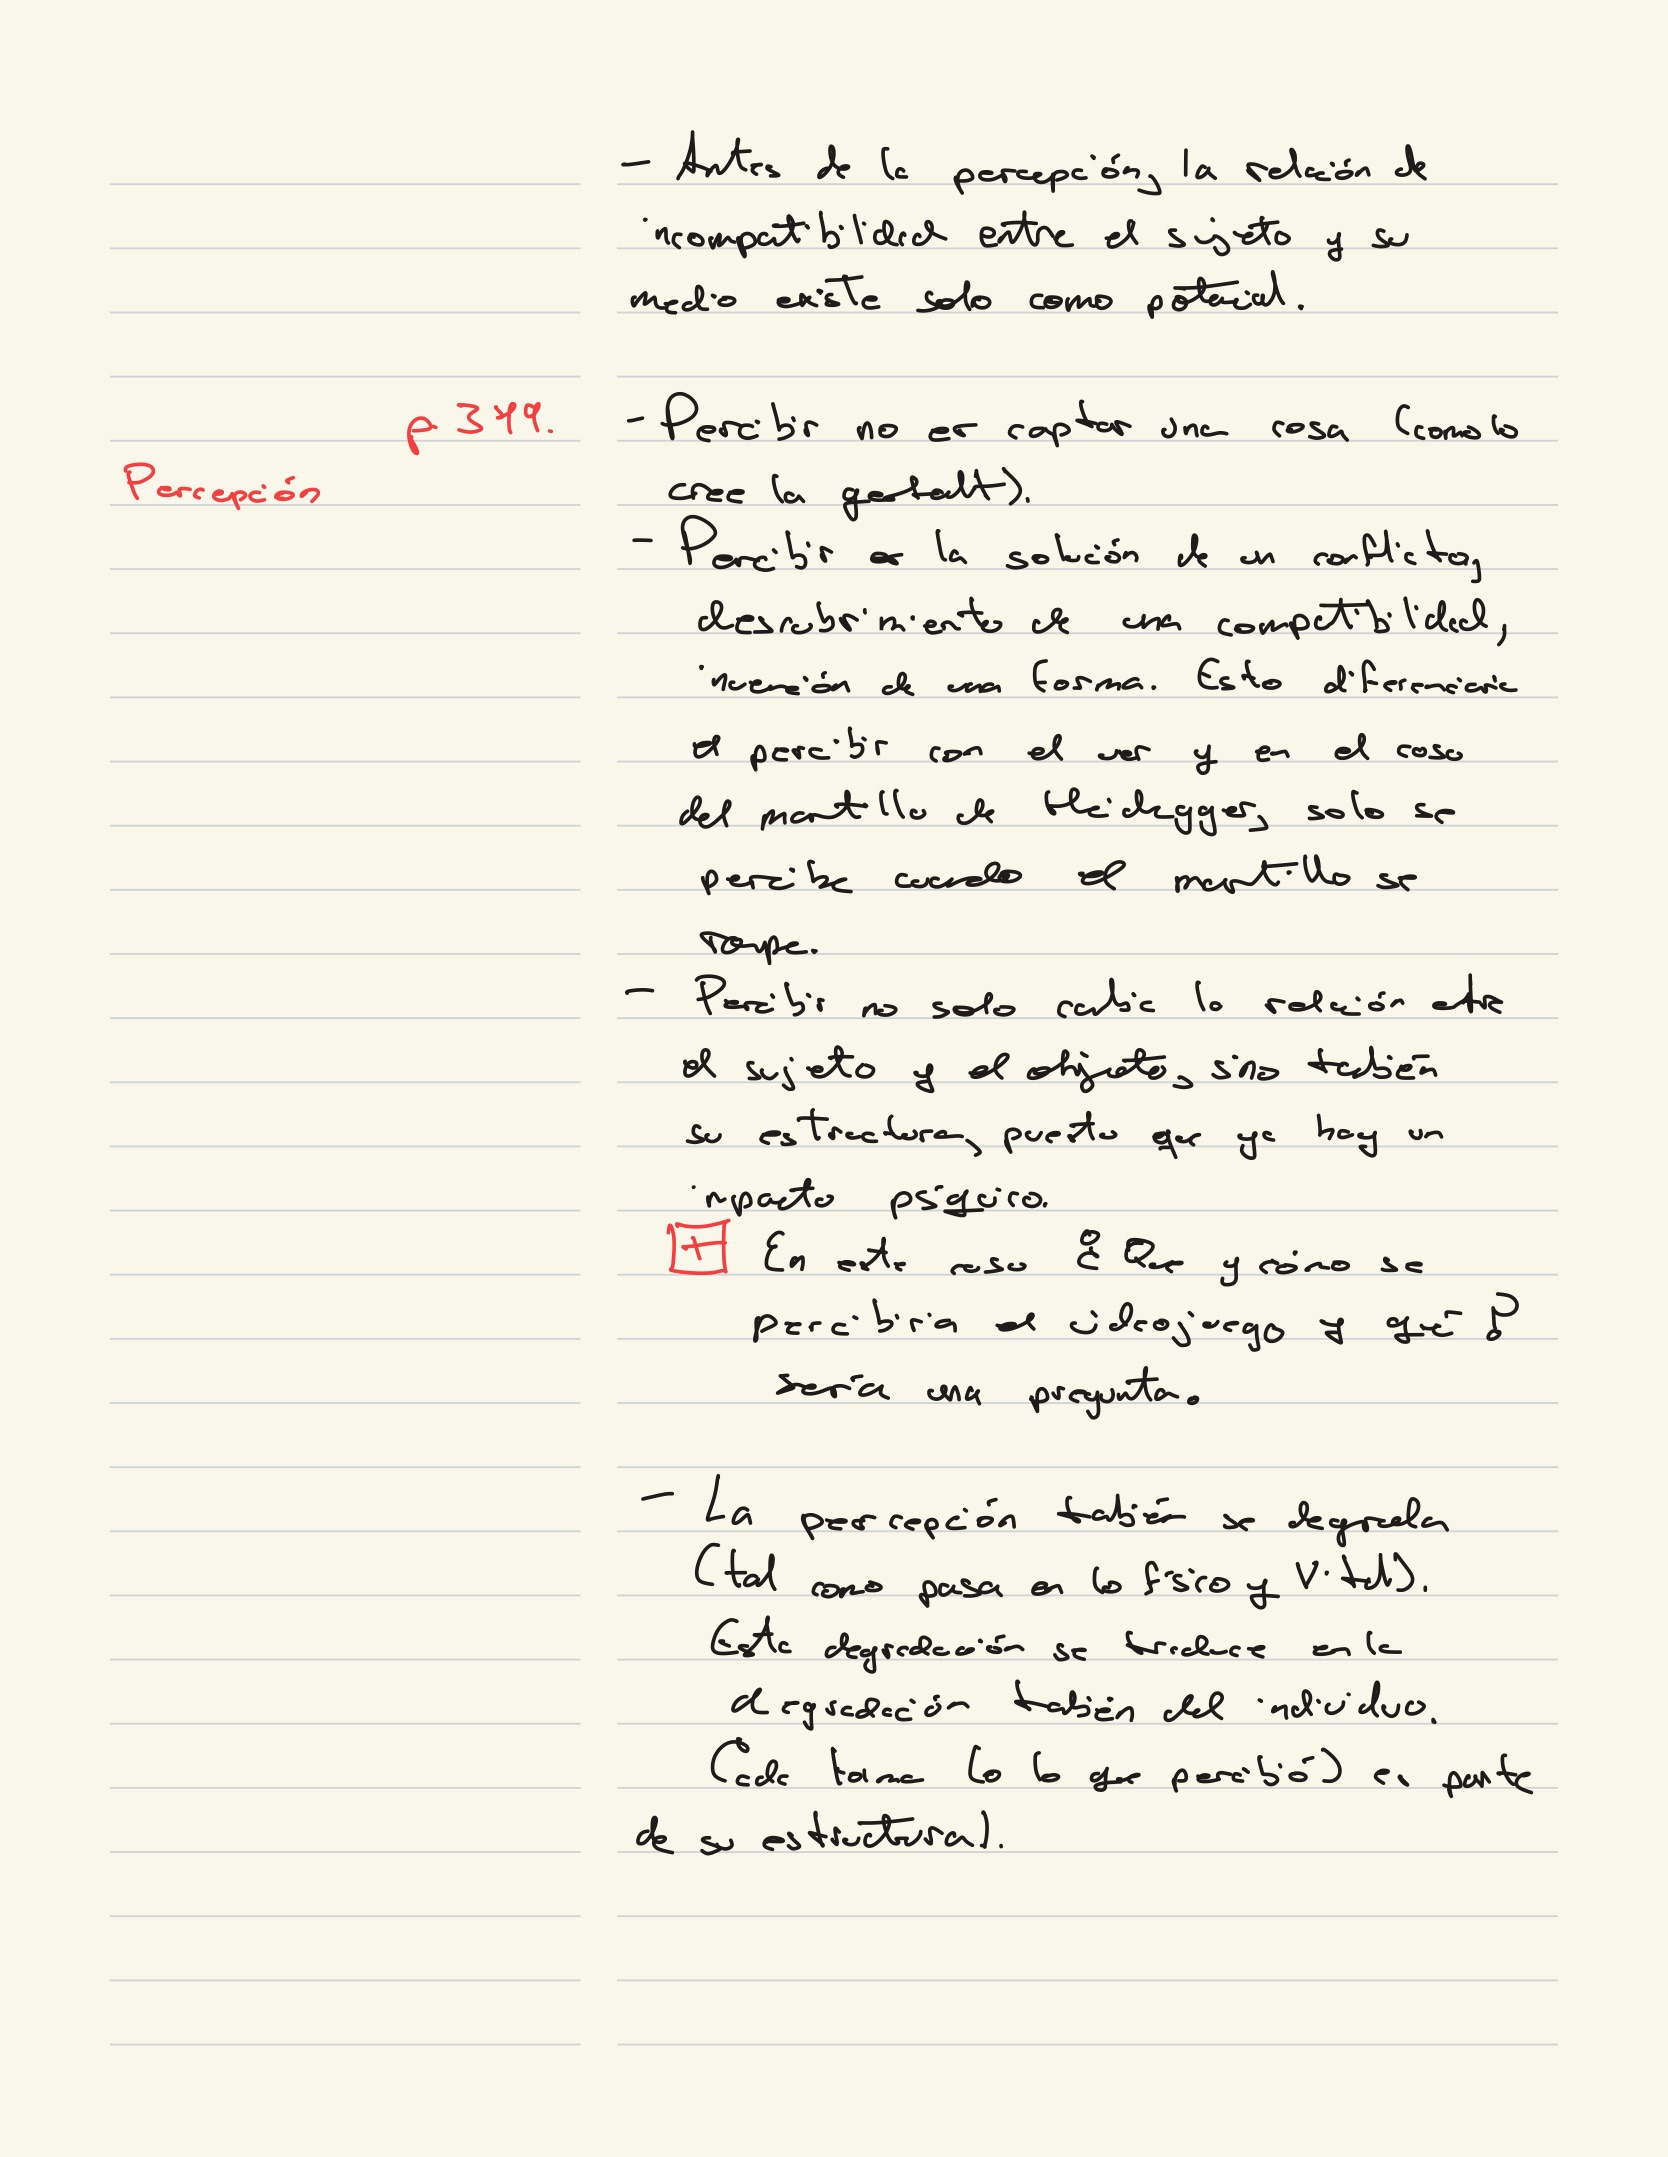 - Antes de la percepción, la relación de
incompatibilidad entre el sujeto y su
medio existe solo como potencial.
p 349.
- Percibir no es captar una cosa (como lo
Percepción
cree la gestalt).
- Percibir es la solución de un conflicto,
descubrimiento de una compatibilidad,
invención de una forma. Esto diferenciaria
el percibir con el ver y en el caso
del martillo de Heidegger, solo se
percibe cuando el martillo se
rompe.
- Percibir no solo cambia la relación entre
el sujeto y el objeto, sino también
su estructura, puesto que ya hay un
impacto psíquico.
+ En este caso ¿Que y cómo se
percibiria el videojuego y qué?
sería una pregunta.
- La percepción también se degrada
(tal como pasa en lo físico y Vital).
Esta degradación se traduce en la
degradación también del individuo.
Cada forma (o lo que percibió) es parte
de su estructura).